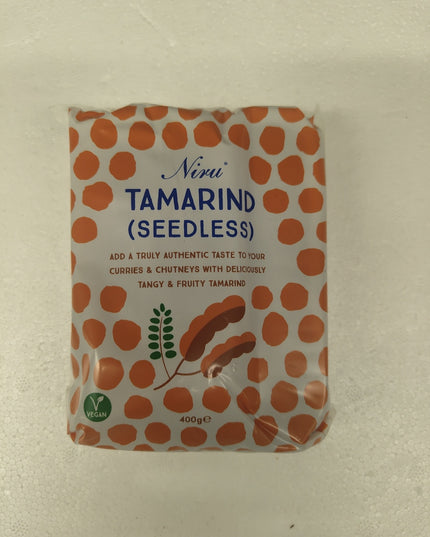 Niru®
TAMARIND
(SEEDLESS)
ADD A TRULY AUTHENTIC TASTE TO YOUR
CURRIES & CHUTNEYS WITH DELICIOUSLY
TANGY & FRUITY TAMARIND
V
VEGAN
400g℮